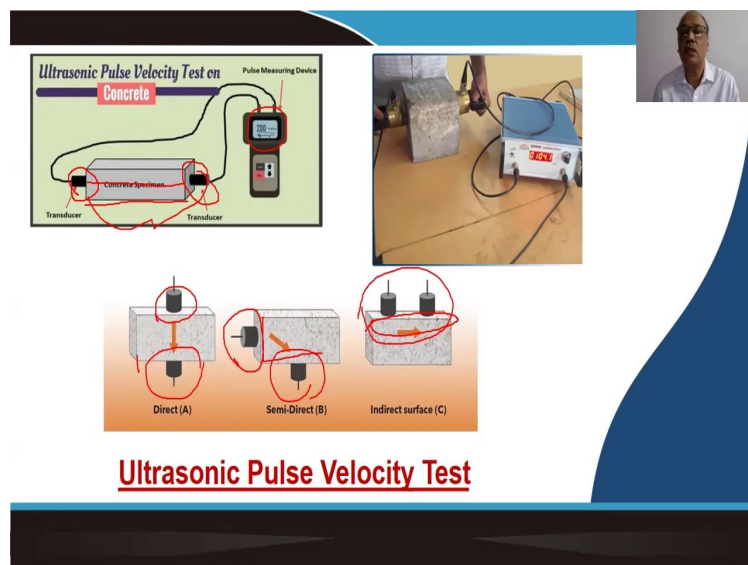 Ultrasonic Pulse Velocity Test on
Concrete
Pulse Measuring Device
Concrete Specimen
Transducer
Transducer
Direct (A)
Semi-Direct (B)
Indirect surface (C)
Ultrasonic Pulse Velocity Test